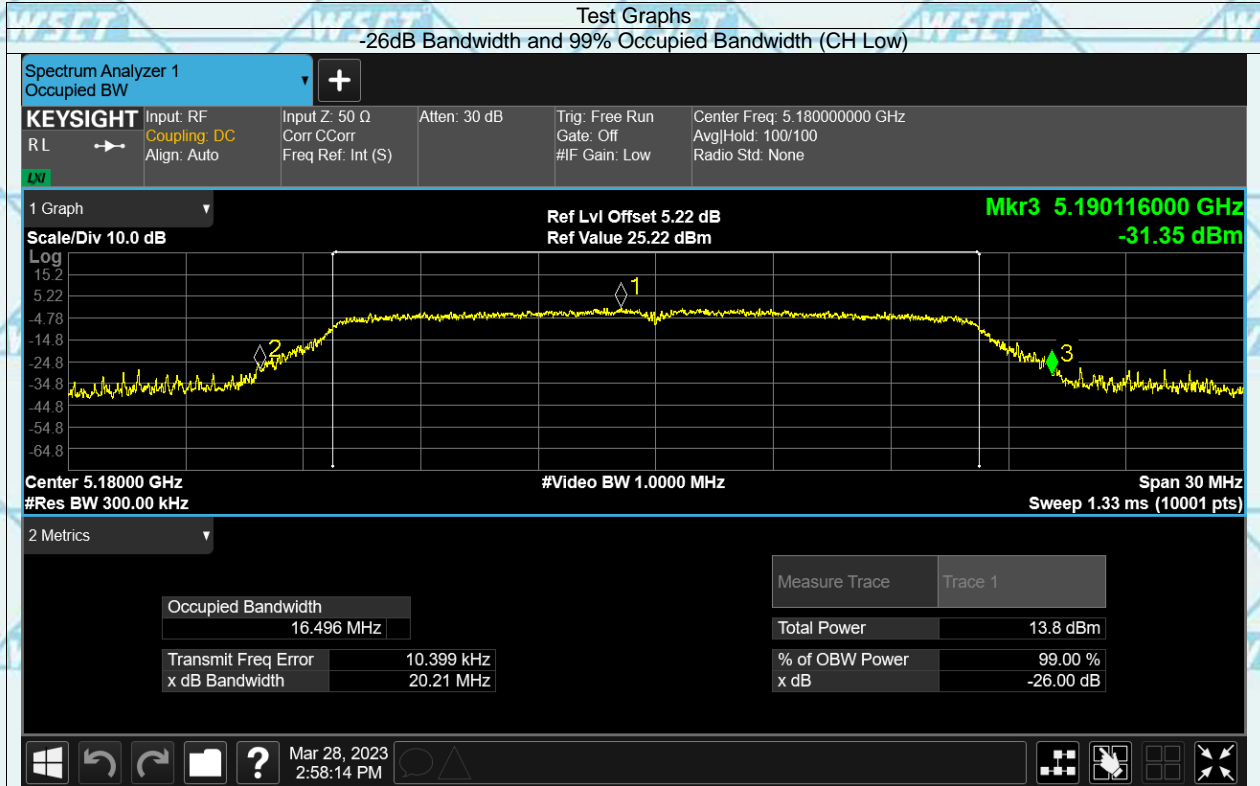 Test Graphs
-26dB Bandwidth and 99% Occupied Bandwidth (CH Low)
Spectrum Analyzer 1
Occupied BW
KEYSIGHT
R L
LXI
Input: RF
Coupling: DC
Align: Auto
Input Z: 50 Ω
Corr CCorr
Freq Ref: Int (S)
Atten: 30 dB
Trig: Free Run
Gate: Off
#IF Gain: Low
Center Freq: 5.180000000 GHz
Avg|Hold: 100/100
Radio Std: None
1 Graph
Scale/Div 10.0 dB
Ref Lvl Offset 5.22 dB
Ref Value 25.22 dBm
Mkr3 5.190116000 GHz
-31.35 dBm
Log
15.2
5.22
-4.78
-14.8
-24.8
-34.8
-44.8
-54.8
-64.8
1
2
3
Center 5.18000 GHz
#Video BW 1.0000 MHz
Span 30 MHz
#Res BW 300.00 kHz
Sweep 1.33 ms (10001 pts)
2 Metrics
Measure Trace Trace 1
Occupied Bandwidth
16.496 MHz
Total Power 13.8 dBm
Transmit Freq Error 10.399 kHz
% of OBW Power 99.00 %
x dB Bandwidth 20.21 MHz
x dB -26.00 dB
?
Mar 28, 2023
2:58:14 PM